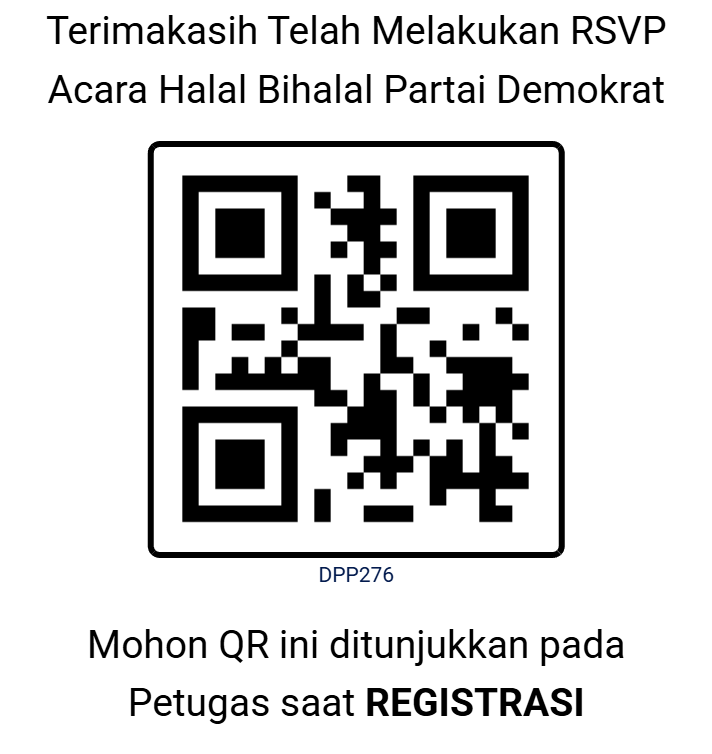 Terimakasih Telah Melakukan RSVP
Acara Halal Bihalal Partai Demokrat
DPP276
Mohon QR ini ditunjukkan pada
Petugas saat REGISTRASI